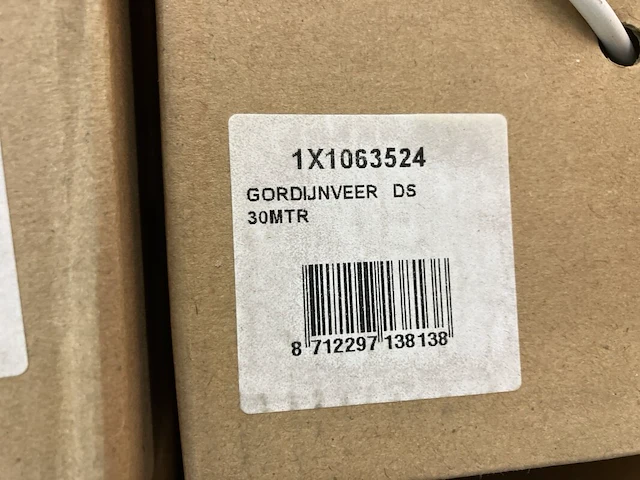 1X1063524
GORDIJNVEER DS
30MTR
8 712297 138138